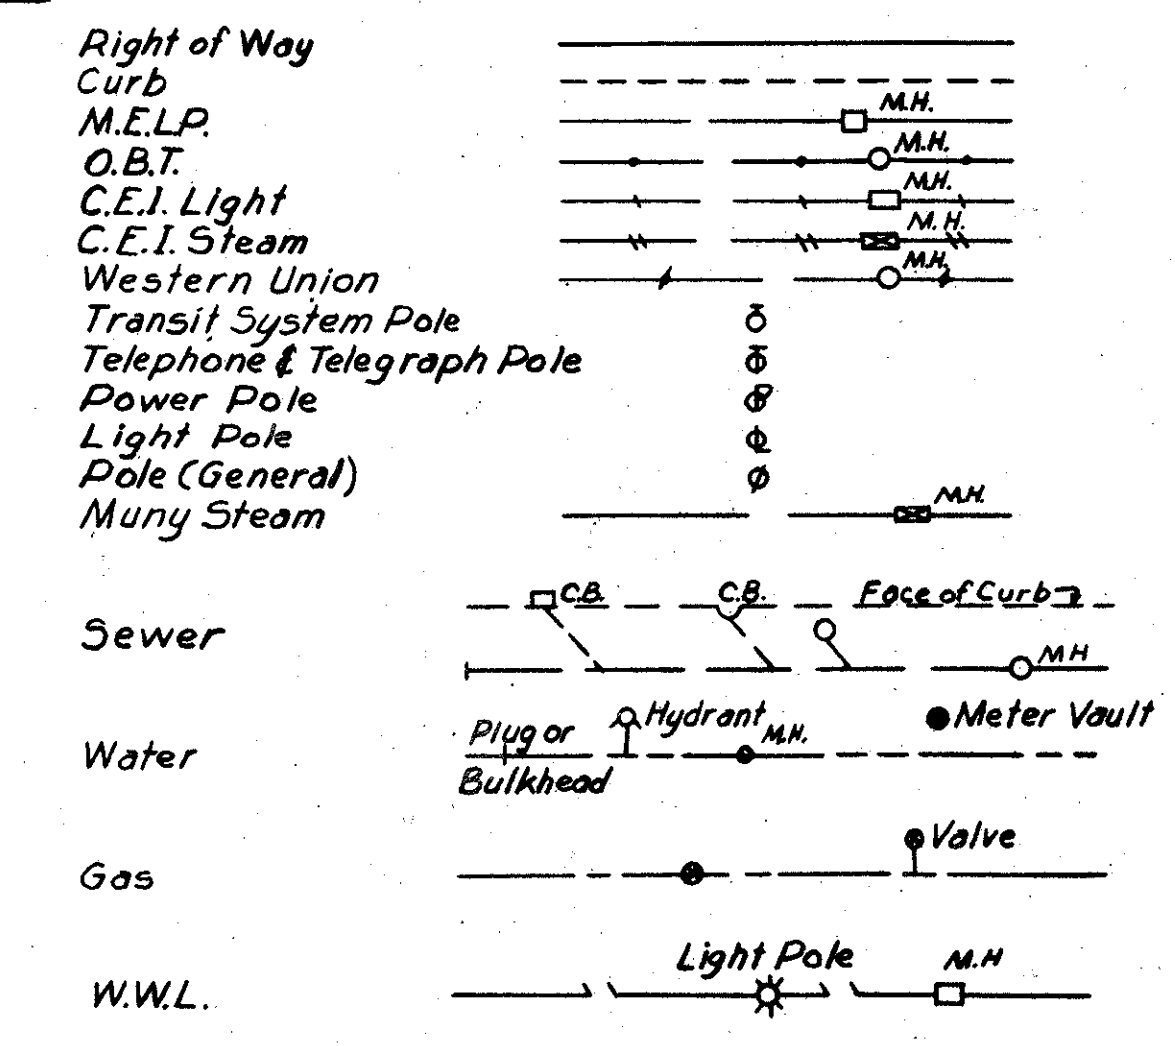 Right of Way
Curb
M.E.L.P. M.H.
O.B.T. M.H.
C.E.I. Light M.H.
C.E.I. Steam M.H.
Western Union M.H.
Transit System Pole
Telephone & Telegraph Pole
Power Pole
Light Pole
Pole (General)
Muny Steam M.H.
C.B. C.B. Face of Curb
Sewer M.H
Hydrant Meter Vault
Plug or M.H.
Water
Bulkhead
Valve
Gas
Light Pole M.H
W.W.L.